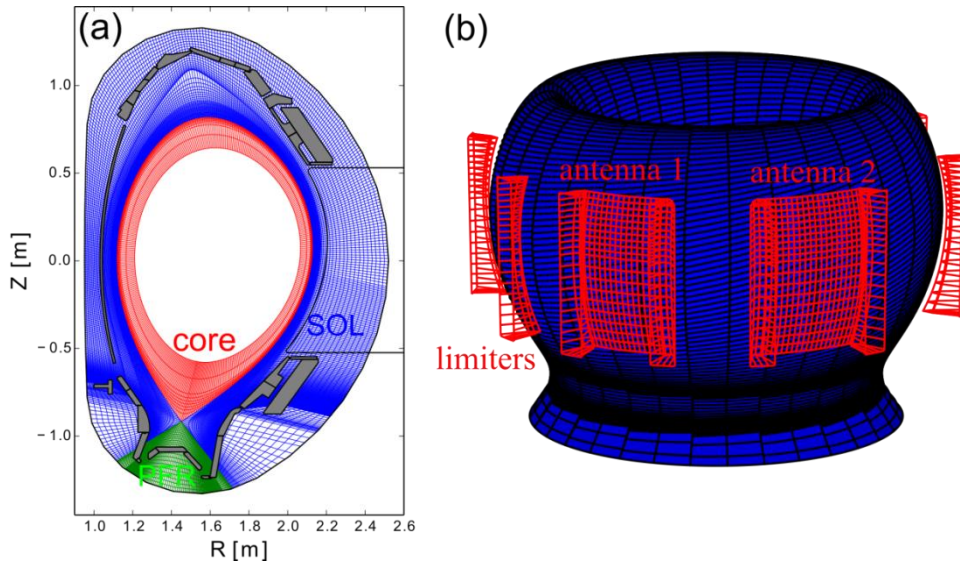 (a)
1.0
0.5
0.0
−0.5
−1.0
Z [m]
core
SOL
PFR
1.0 1.2 1.4 1.6 1.8 2.0 2.2 2.4 2.6
R [m]
(b)
antenna 1
antenna 2
limiters